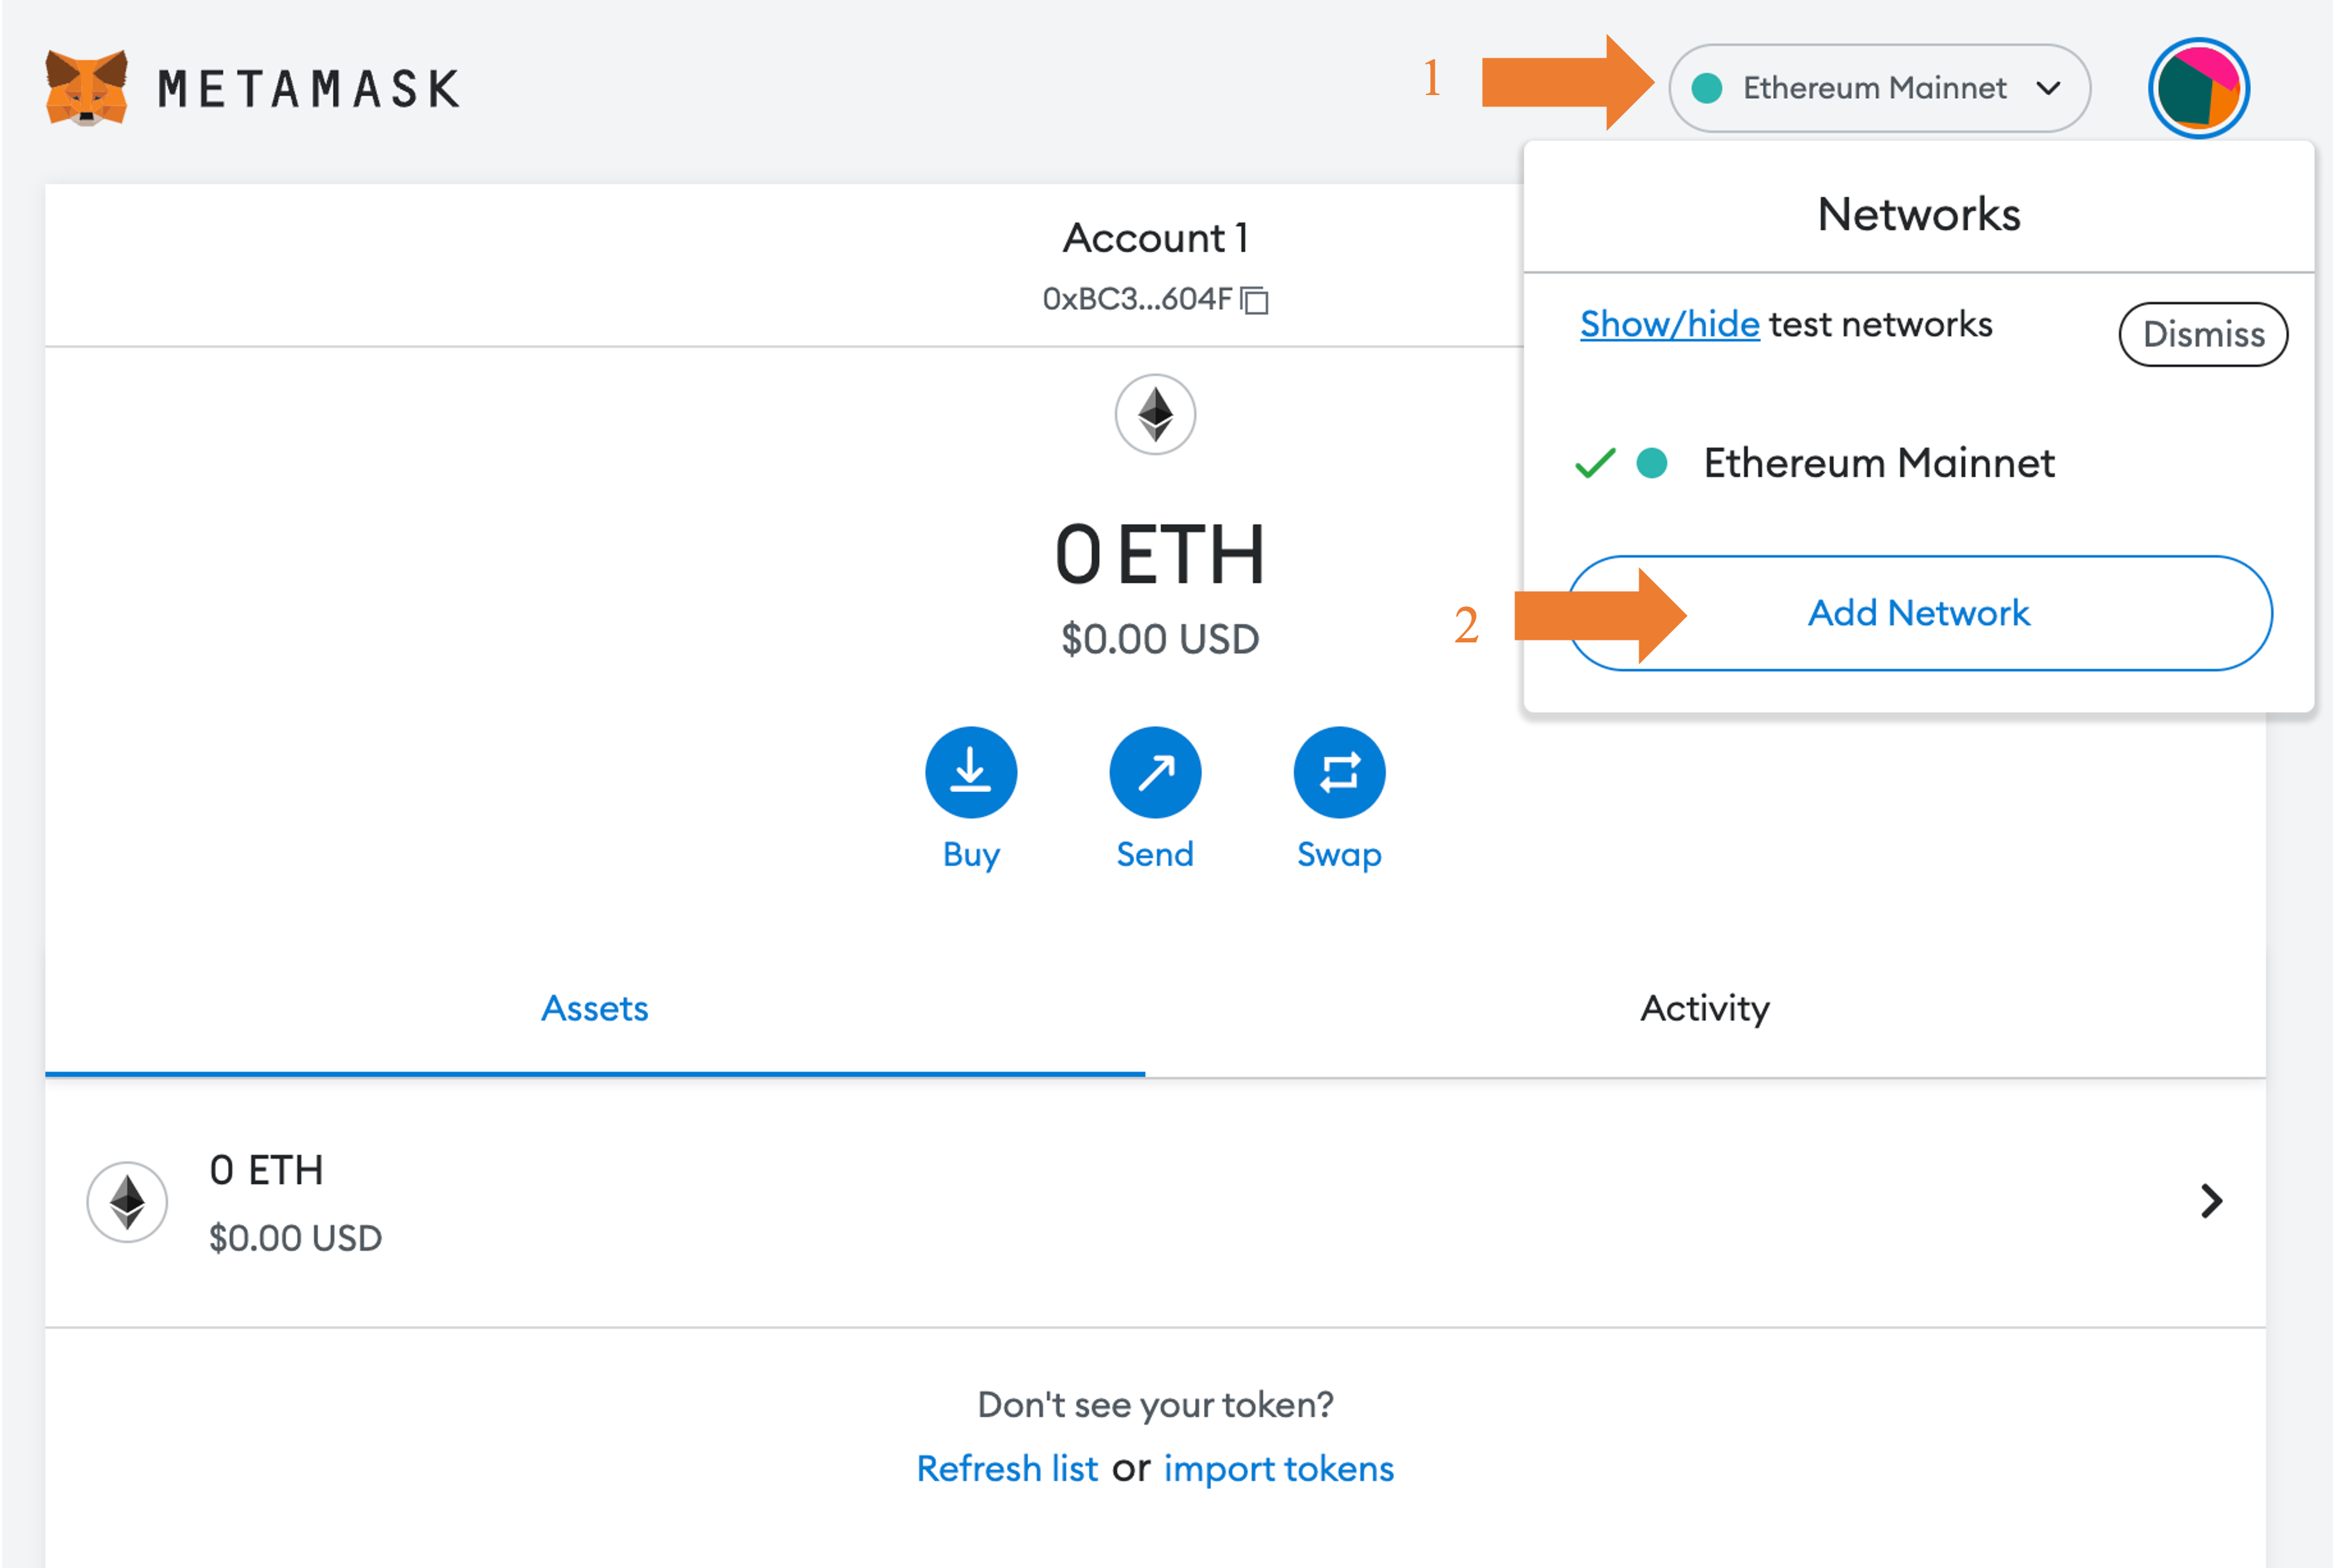 METAMASK
1
Ethereum Mainnet
Networks
Show/hide test networks
Dismiss
Ethereum Mainnet
2
Add Network
Account 1
0xBC3...604F
0 ETH
$0.00 USD
Buy
Send
Swap
Assets
Activity
0 ETH
$0.00 USD
Don't see your token?
Refresh list or import tokens